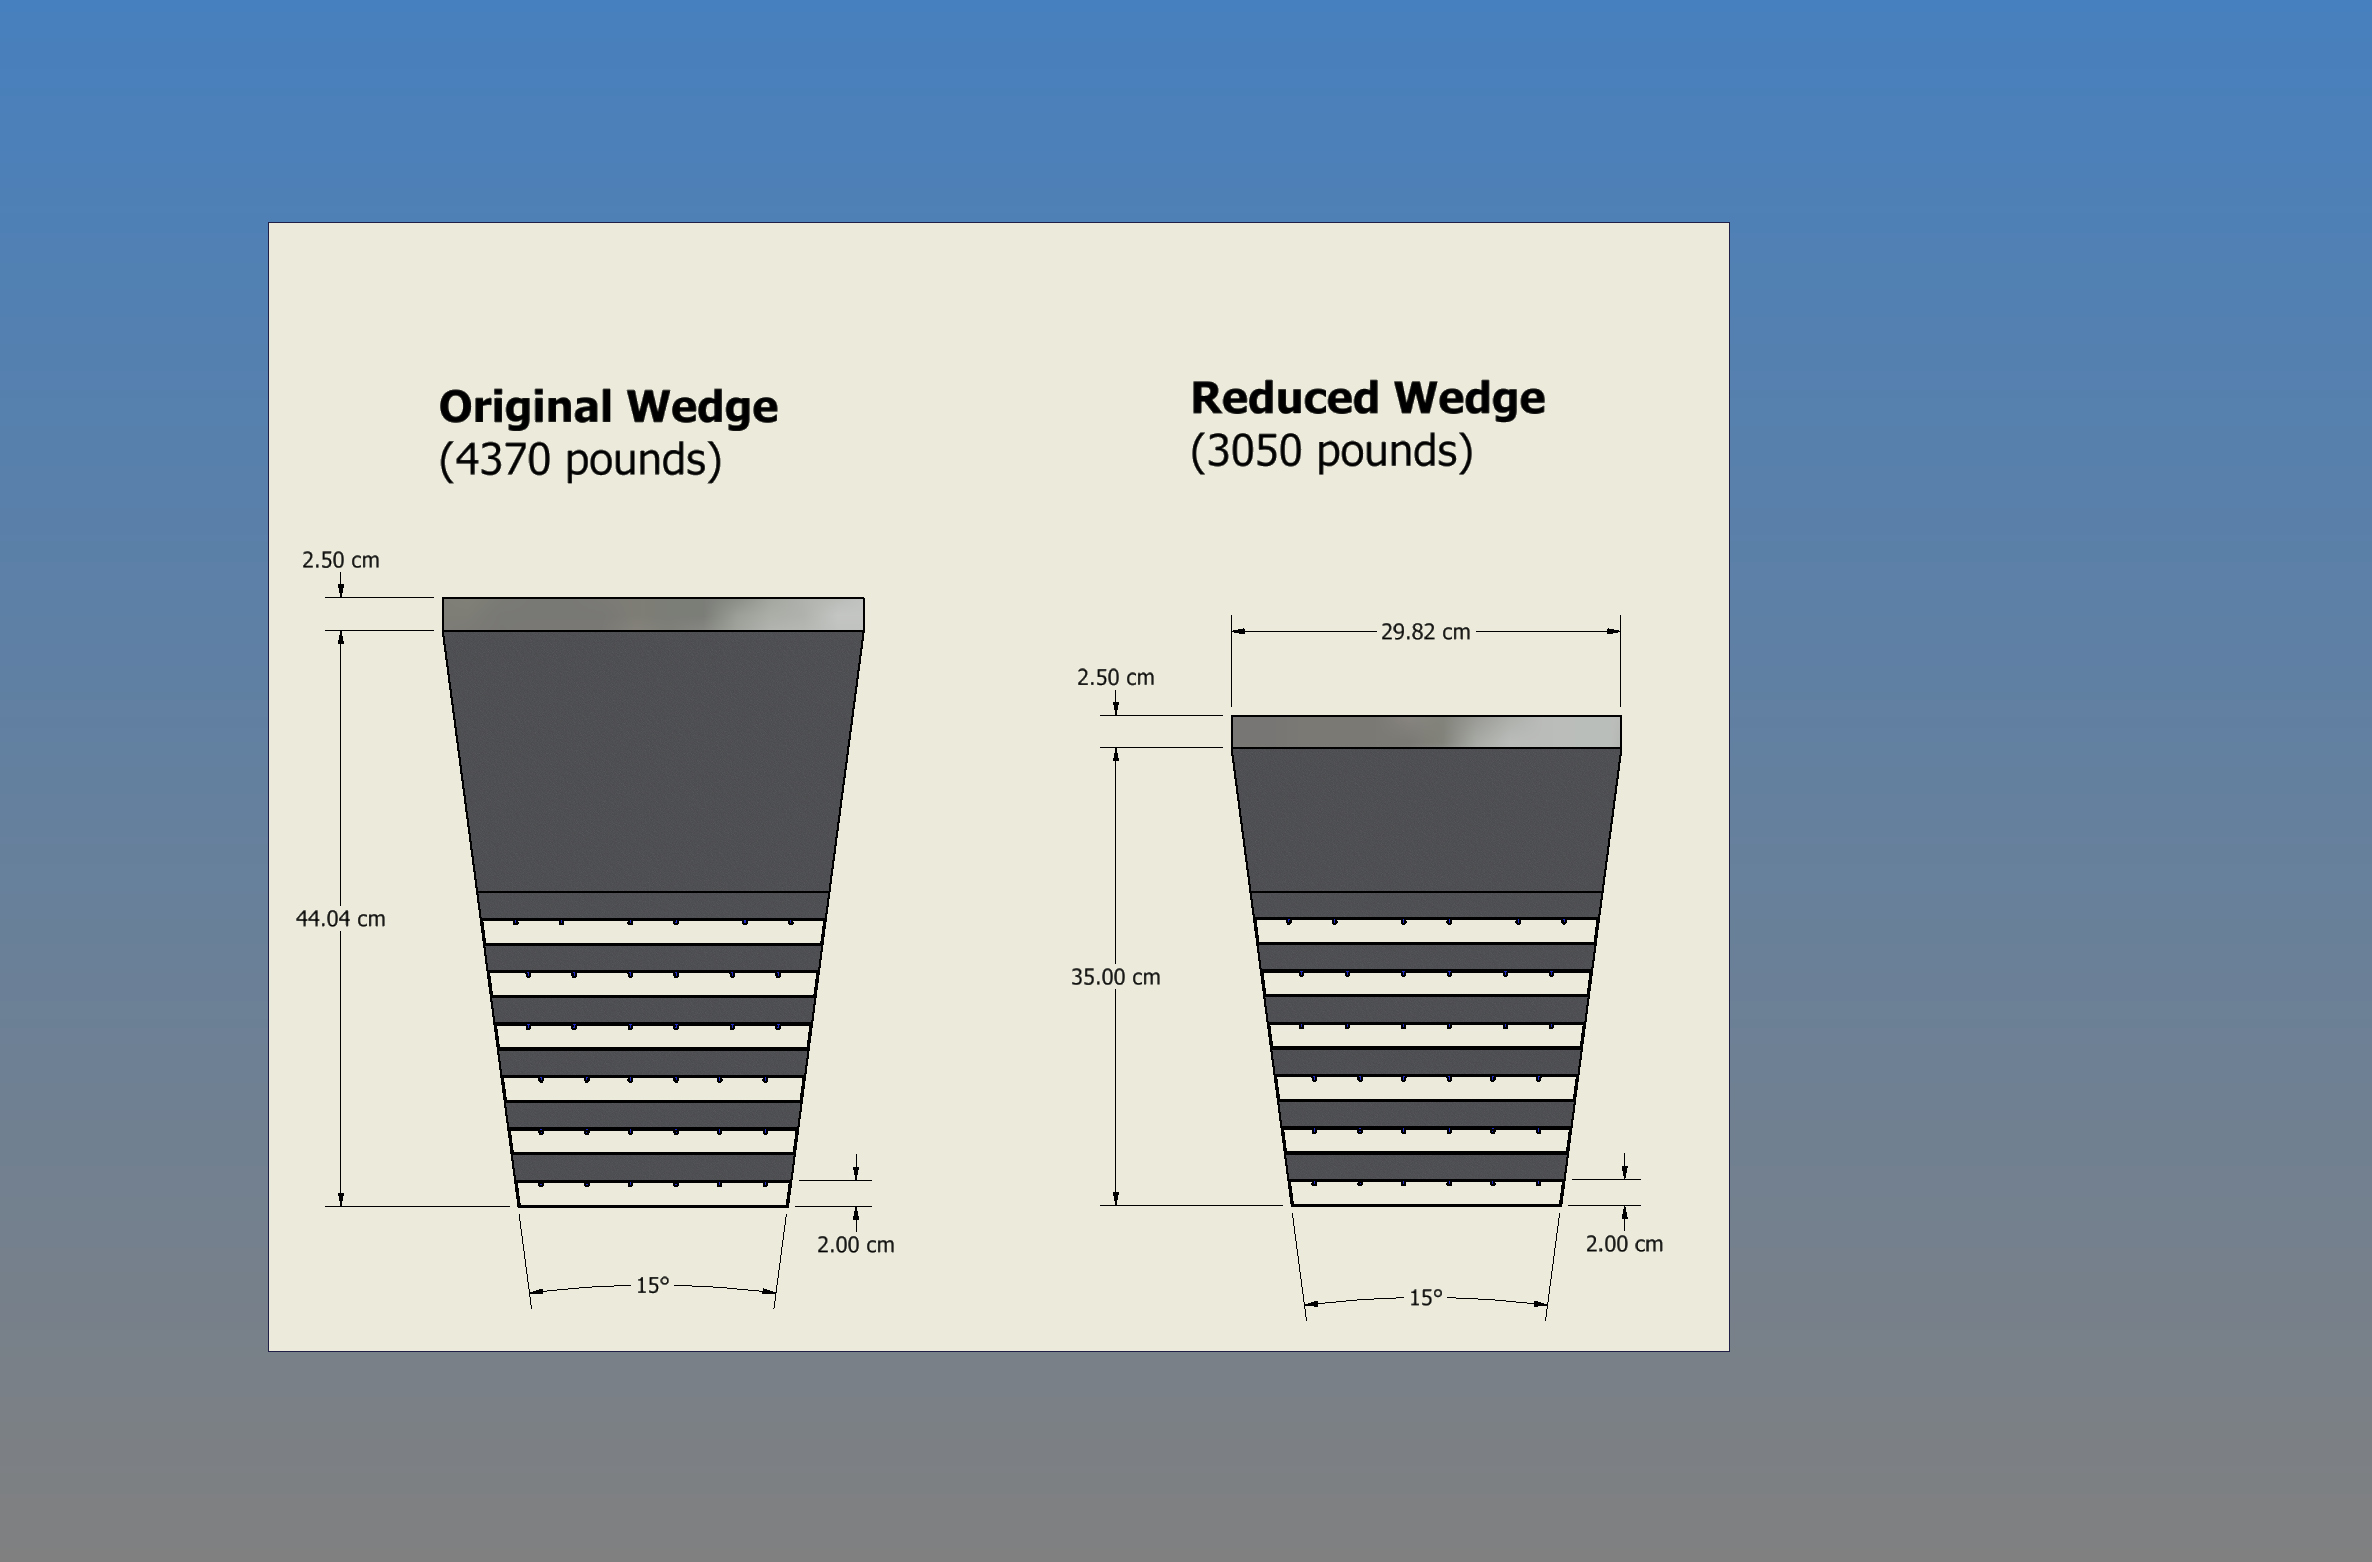 Original Wedge
(4370 pounds)
2.50 cm
44.04 cm
2.00 cm
15°
Reduced Wedge
(3050 pounds)
29.82 cm
2.50 cm
35.00 cm
2.00 cm
15°